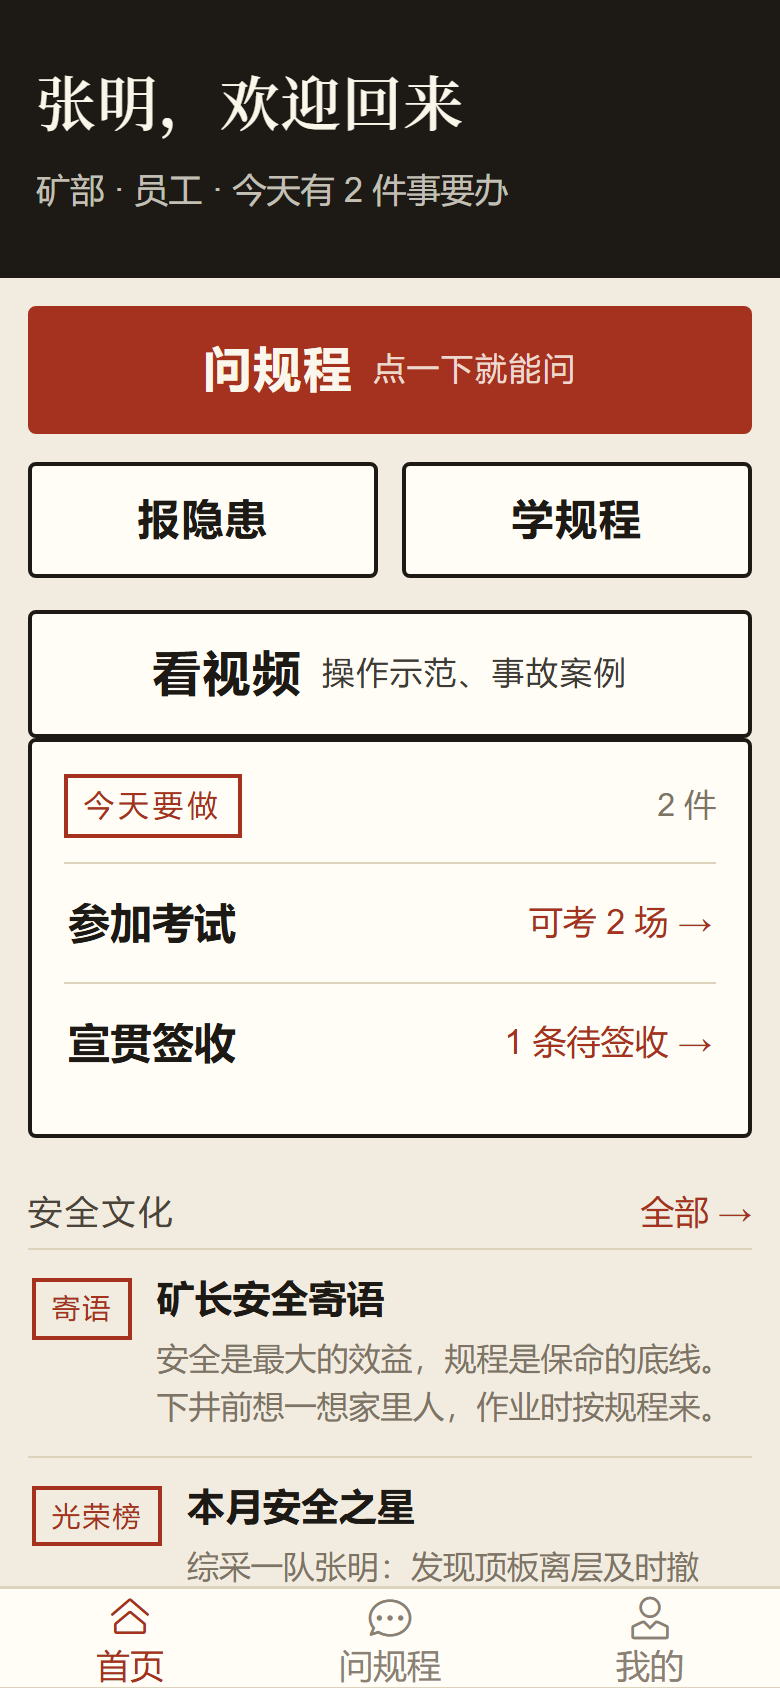 张明，欢迎回来
矿部 · 员工 · 今天有 2 件事要办
问规程 点一下就能问
报隐患 学规程
看视频 操作示范、事故案例
今天要做 2 件
参加考试 可考 2 场 →
宣贯签收 1 条待签收 →
安全文化 全部 →
寄语 矿长安全寄语
安全是最大的效益，规程是保命的底线。
下井前想一想家里人，作业时按规程来。
光荣榜 本月安全之星
综采一队张明：发现顶板离层及时撤
首页 问规程 我的